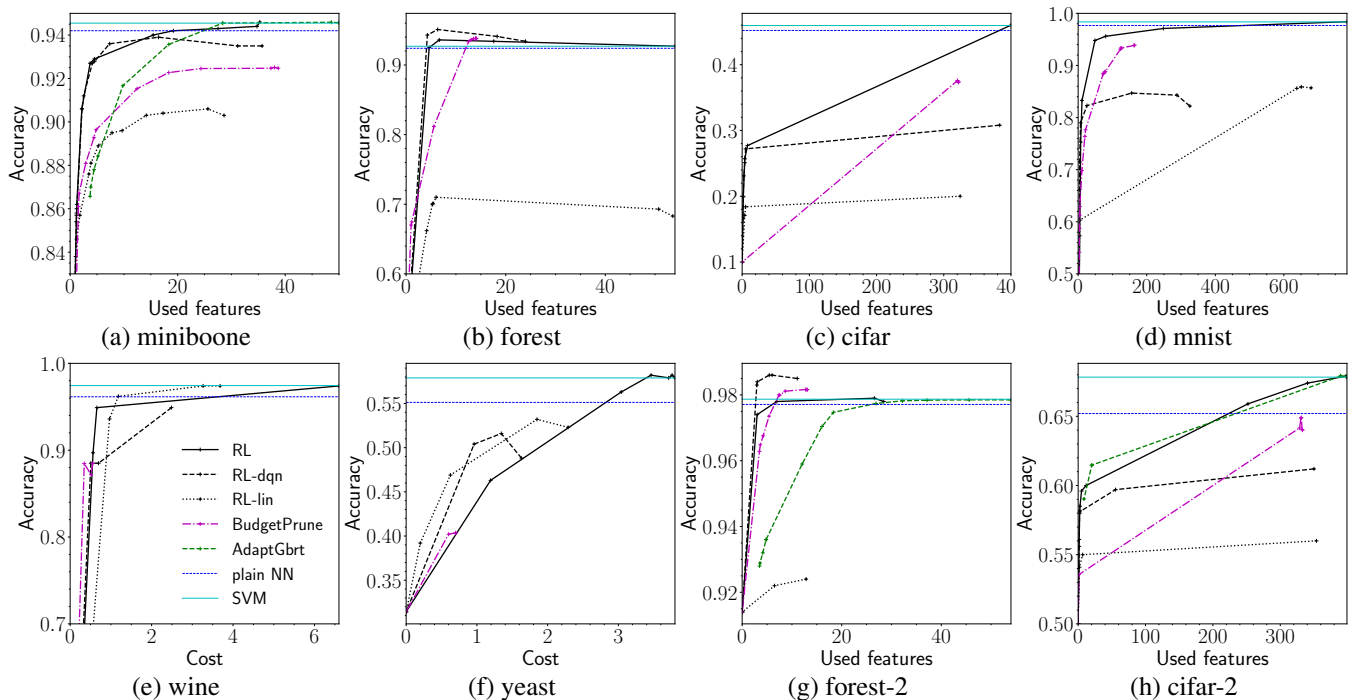 0.94
0.92
0.90
0.88
0.86
0.84
Accuracy
0
20
40
Used features
(a) miniboone
0.9
0.8
0.7
0.6
Accuracy
0
20
40
Used features
(b) forest
0.4
0.3
0.2
0.1
Accuracy
0
100
200
300
400
Used features
(c) cifar
1.0
0.9
0.8
0.7
0.6
0.5
Accuracy
0
200
400
600
Used features
(d) mnist
1.0
0.9
0.8
0.7
Accuracy
RL
RL-dqn
RL-lin
BudgetPrune
AdaptGbrt
plain NN
SVM
0
2
4
6
Cost
(e) wine
0.55
0.50
0.45
0.40
0.35
Accuracy
0
1
2
3
Cost
(f) yeast
0.98
0.96
0.94
0.92
Accuracy
0
20
40
Used features
(g) forest-2
0.65
0.60
0.55
0.50
Accuracy
0
100
200
300
Used features
(h) cifar-2